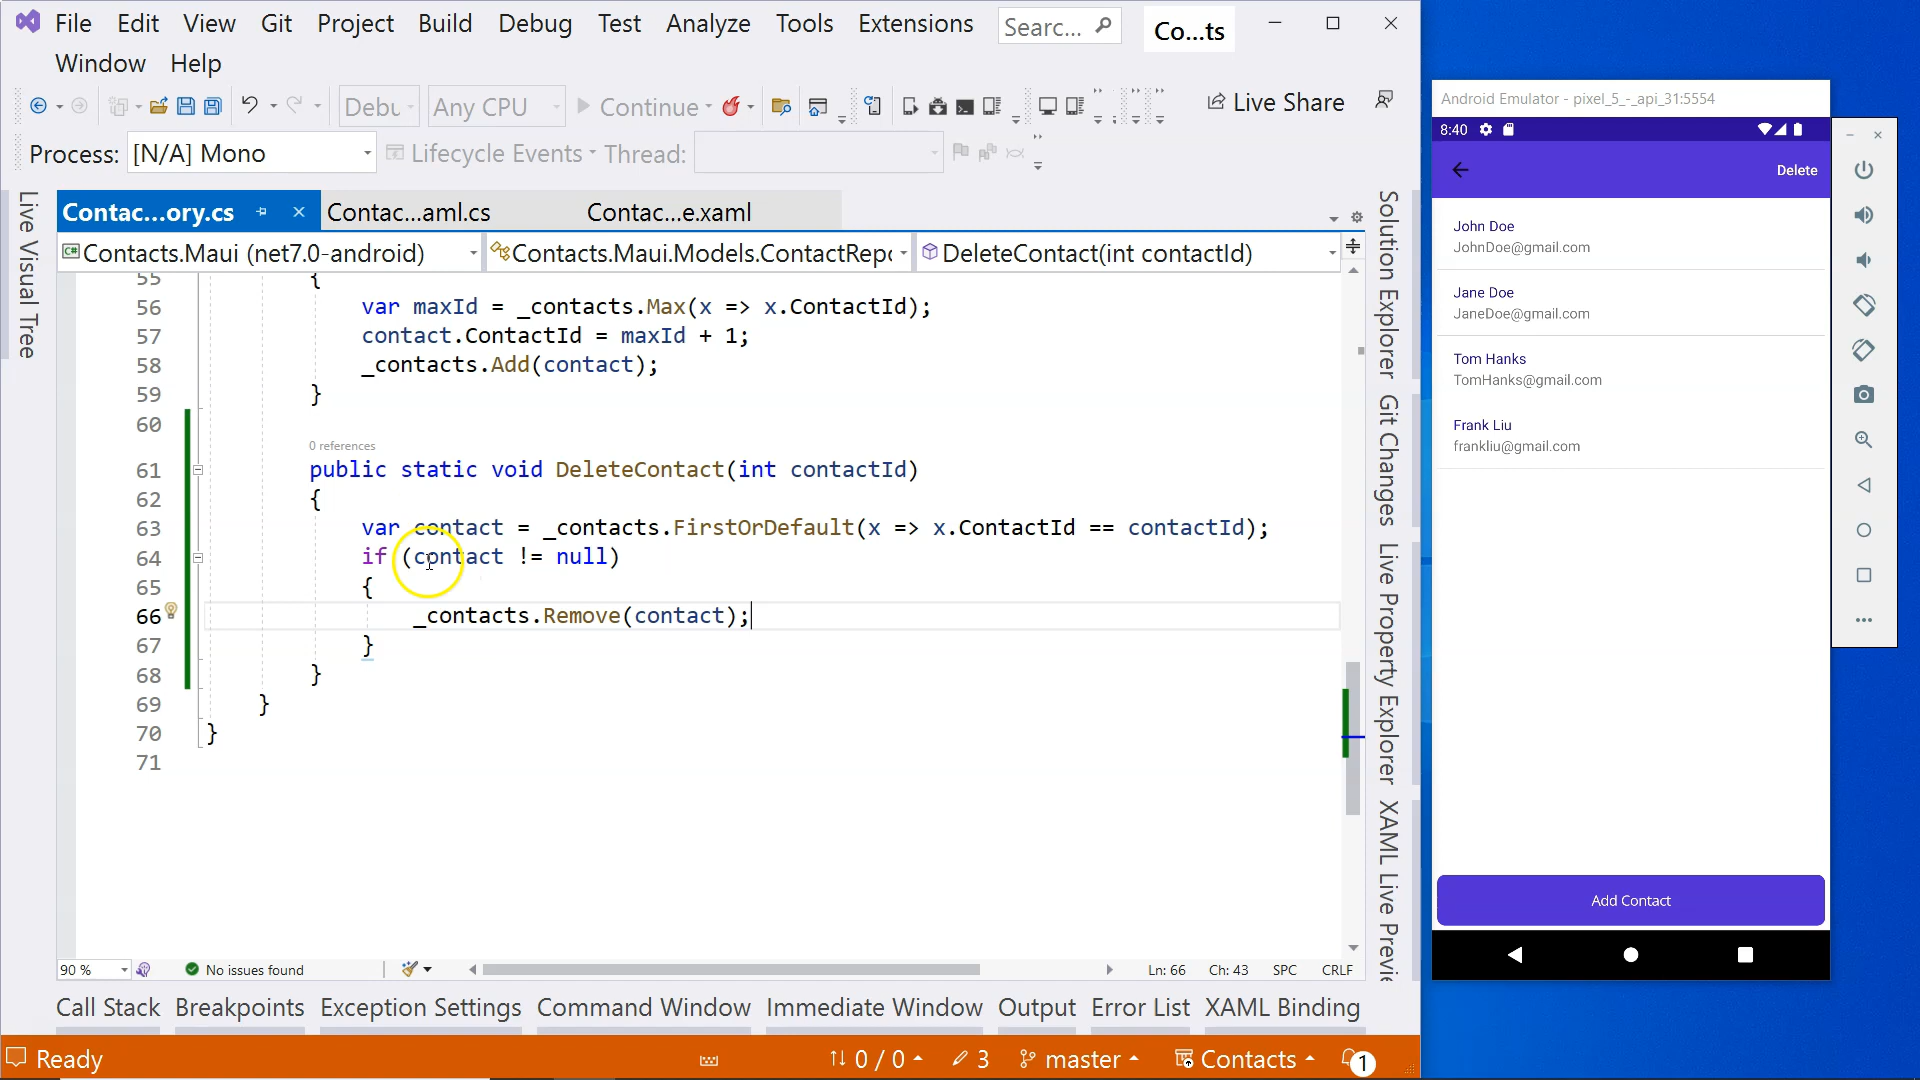 File Edit View Git Project Build Debug Test Tools Analyze Extensions Searc... Co...ts
Window Help
Debu Any CPU Continue Live Share
Process: [N/A] Mono Lifecycle Events Thread:
Contac...ory.cs Contac...aml.cs Contac...e.xaml
Contacts.Maui (net7.0-android) Contacts.Maui.Models.ContactRepo DeleteContact(int contactId)
55 {
56 var maxId = _contacts.Max(x => x.ContactId);
57 contact.ContactId = maxId + 1;
58 _contacts.Add(contact);
59 }
60
0 references
61 public static void DeleteContact(int contactId)
62 {
63 var contact = _contacts.FirstOrDefault(x => x.ContactId == contactId);
64 if (contact != null)
65 {
66 _contacts.Remove(contact);
67 }
68 }
69 }
70 }
71
90 % No issues found Ln: 66 Ch: 43 SPC CRLF
Call Stack Breakpoints Exception Settings Command Window Immediate Window Output Error List XAML Binding
Ready 0 / 0 3 master Contacts 1
Live Visual Tree
Solution Explorer
Git Changes
Live Property Explorer
XAML Live Previe
Android Emulator - pixel_5_-_api_31:5554
8:40
Delete
John Doe
JohnDoe@gmail.com
Jane Doe
JaneDoe@gmail.com
Tom Hanks
TomHanks@gmail.com
Frank Liu
frankliu@gmail.com
Add Contact